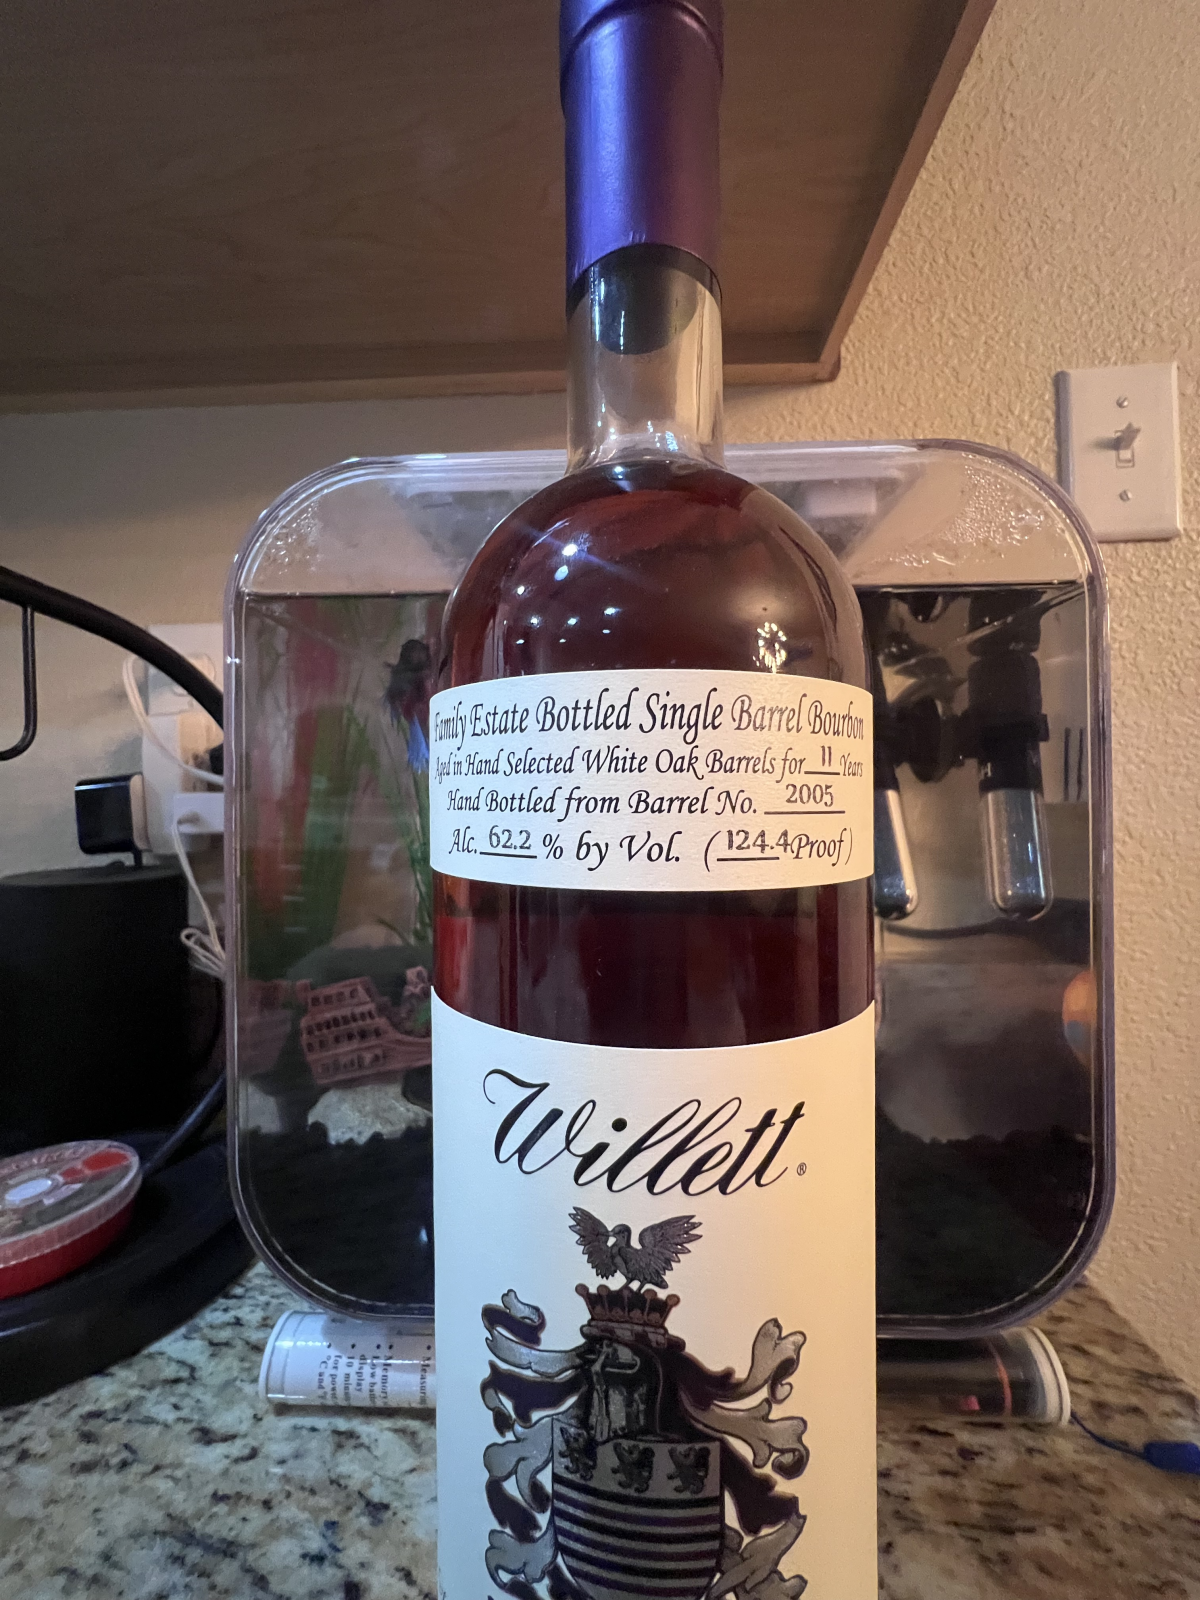 Family Estate Bottled Single Barrel Bourbon
Aged in Hand Selected White Oak Barrels for 11 Years
Hand Bottled from Barrel No. 2005
Alc. 62.2 % by Vol. (124.4 Proof)
Willett ®